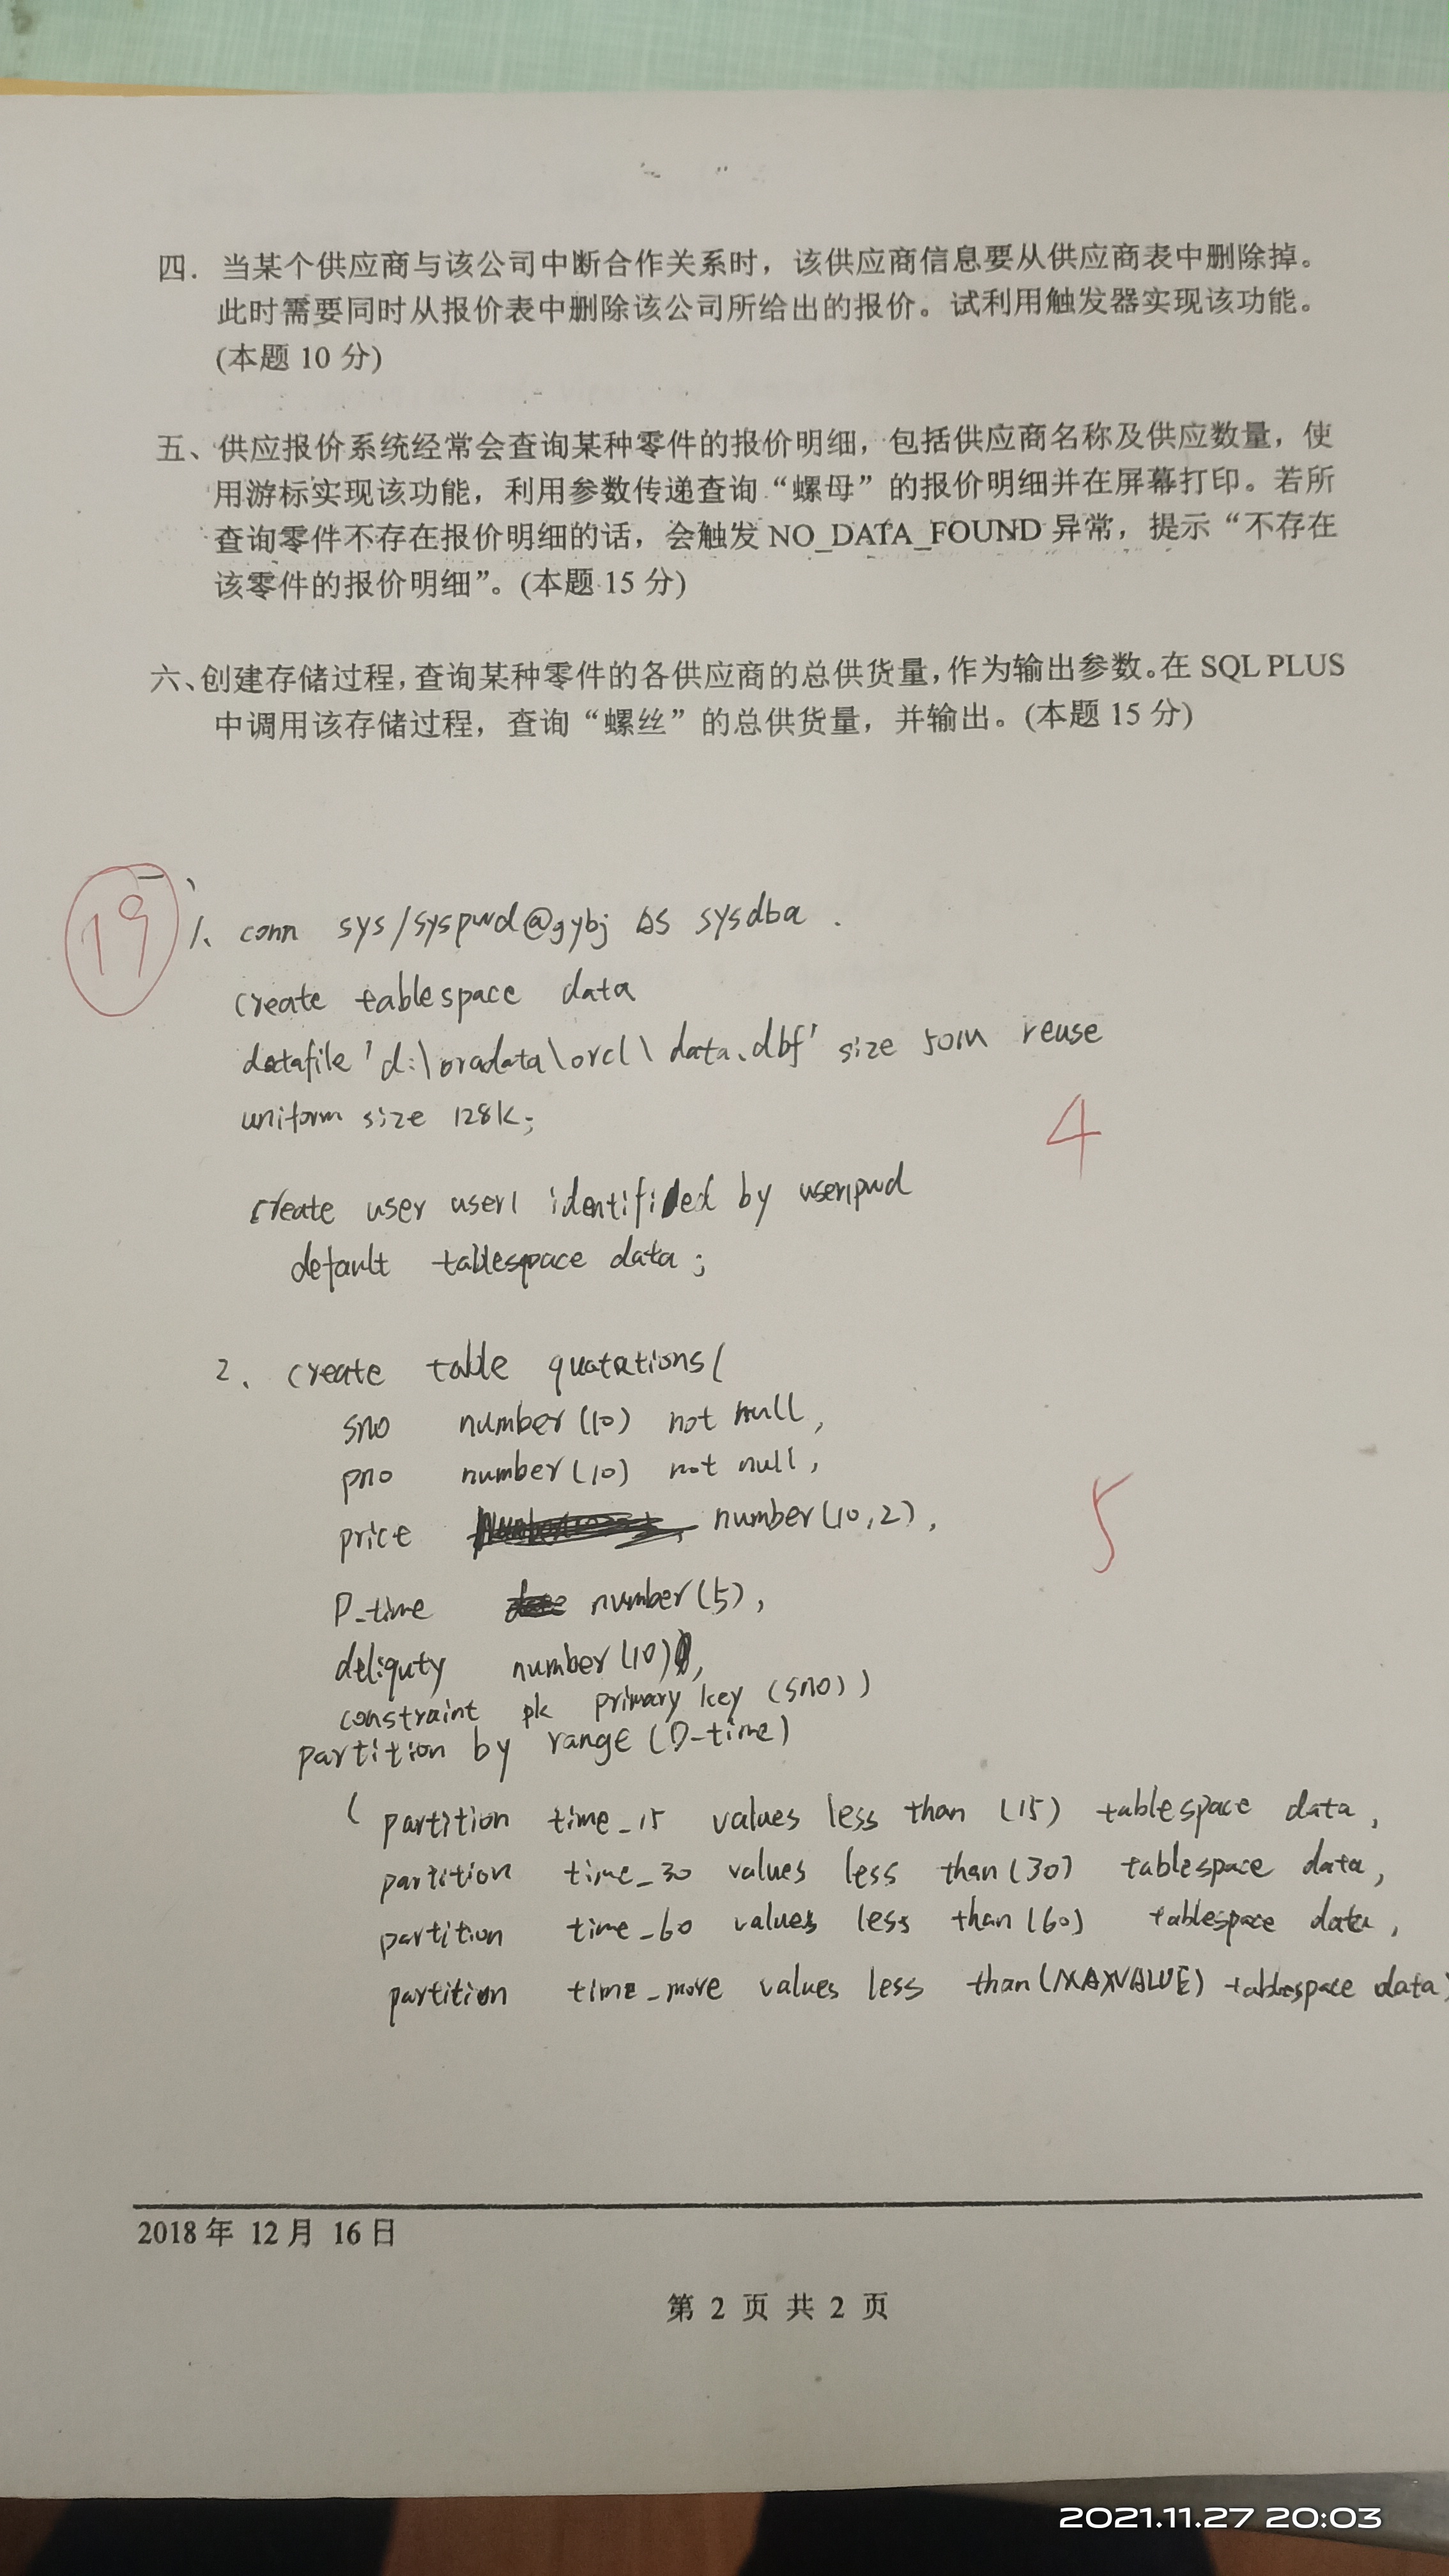 四. 当某个供应商与该公司中断合作关系时，该供应商信息要从供应商表中删除掉。
此时需要同时从报价表中删除该公司所给出的报价。试利用触发器实现该功能。
(本题 10 分)
五、供应报价系统经常会查询某种零件的报价明细，包括供应商名称及供应数量，使
用游标实现该功能，利用参数传递查询“螺母”的报价明细并在屏幕打印。若所
查询零件不存在报价明细的话，会触发 NO_DATA_FOUND 异常，提示“不存在
该零件的报价明细”。(本题 15 分)
六、创建存储过程，查询某种零件的各供应商的总供货量，作为输出参数。在 SQL PLUS
中调用该存储过程，查询“螺丝”的总供货量，并输出。(本题 15 分)
19
一、
1、conn sys/syspwd@gybj as sysdba .
create tablespace data
datafile 'd:\oradata\orcl\data.dbf' size 50M reuse
uniform size 128K;
4
create user user1 identified by user1pwd
default tablespace data;
2、create table quatations(
sno number(10) not null,
pno number(10) not null,
price number(10,2),
5
D_time number(5),
deliquty number(10),
constraint pk primary key (sno))
partition by range(D-time)
(partition time_15 values less than (15) tablespace data,
partition time_30 values less than(30) tablespace data,
partition time_60 values less than(60) tablespace data,
partition time_more values less than(MAXVALUE) tablespace data)
2018 年 12 月 16 日
第 2 页 共 2 页
2021.11.27 20:03